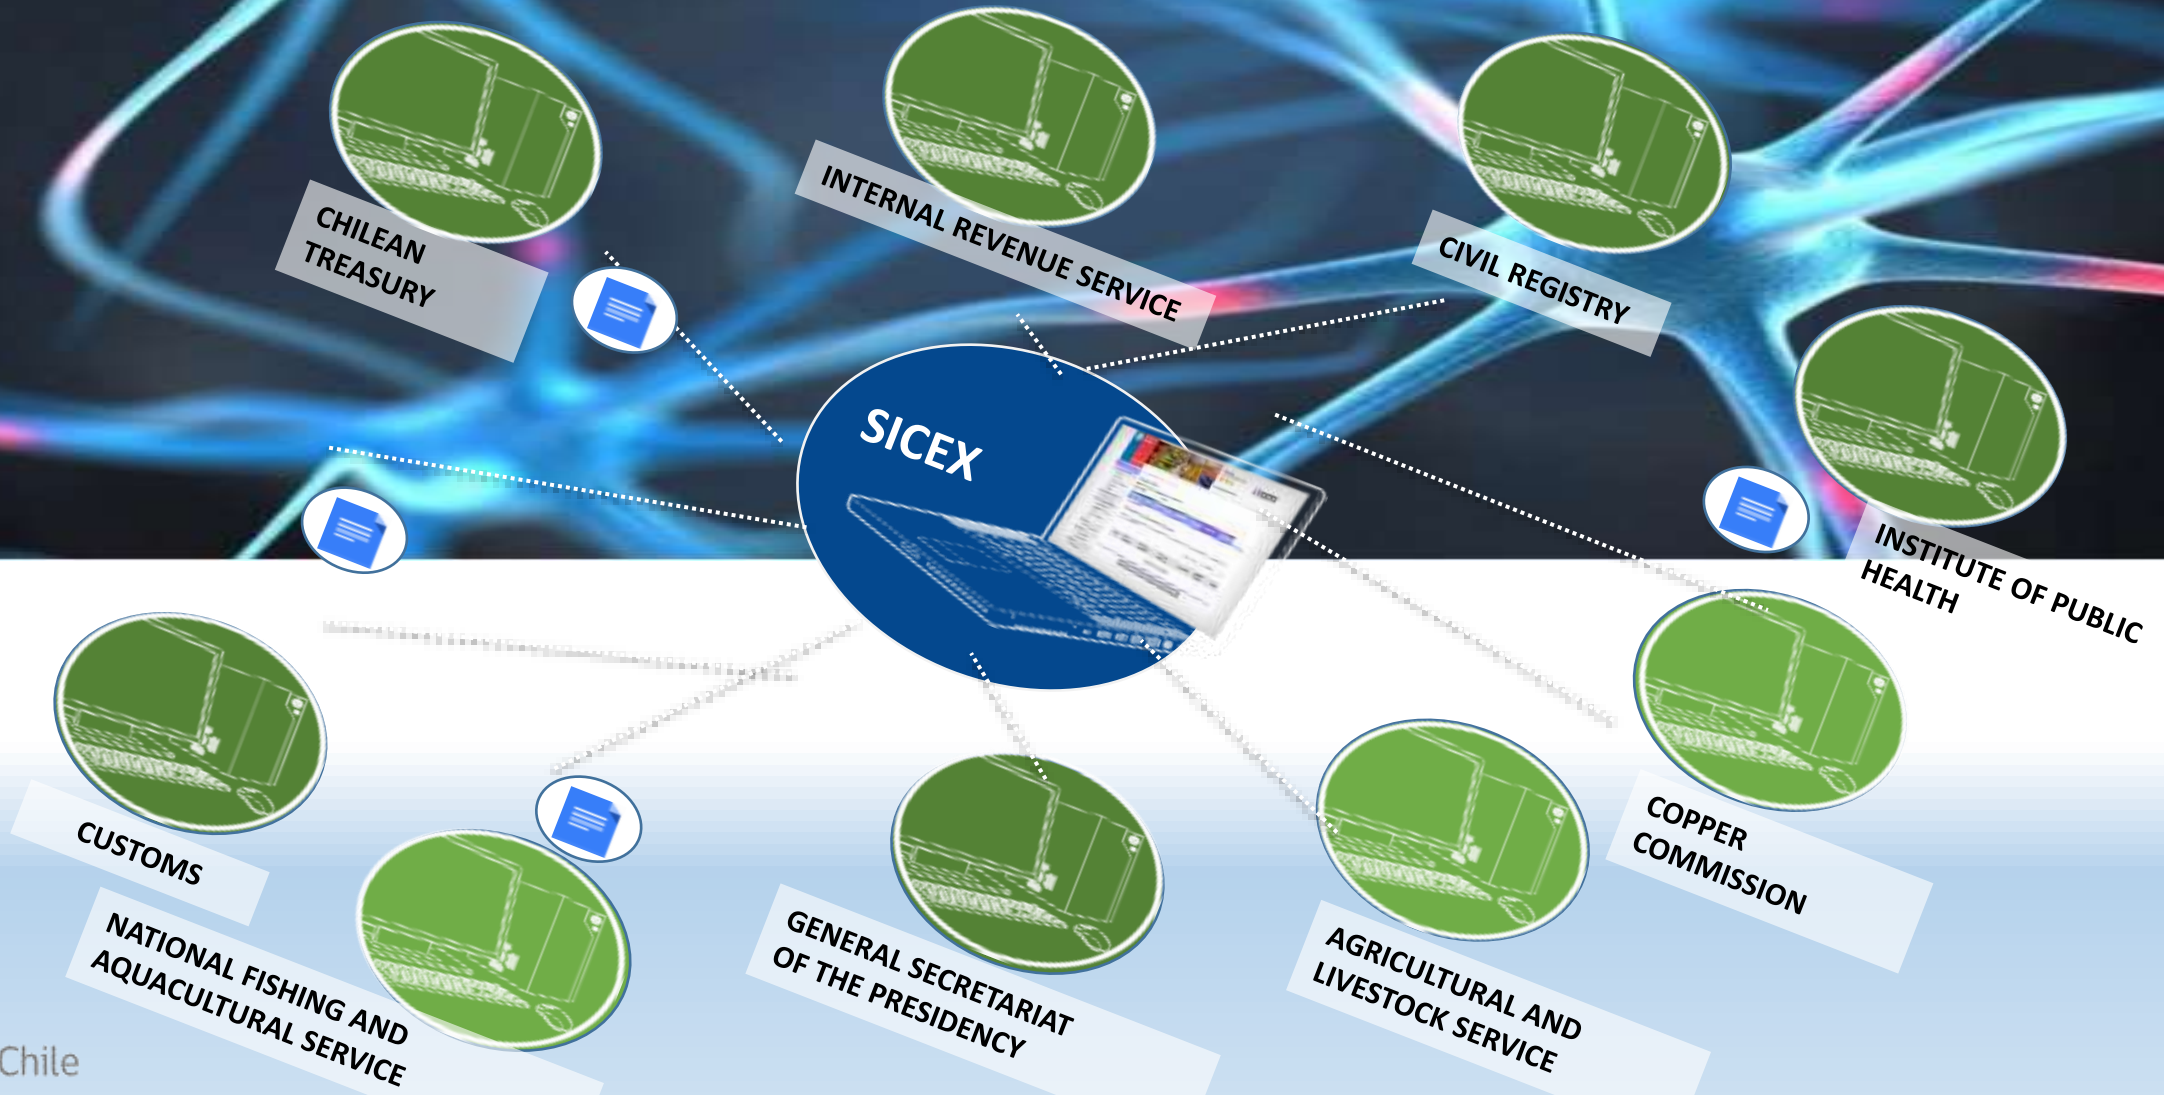 CHILEAN
TREASURY
INTERNAL REVENUE SERVICE
CIVIL REGISTRY
INSTITUTE OF PUBLIC
HEALTH
SICEX
COPPER
COMMISSION
CUSTOMS
NATIONAL FISHING AND
AQUACULTURAL SERVICE
GENERAL SECRETARIAT
OF THE PRESIDENCY
AGRICULTURAL AND
LIVESTOCK SERVICE
Chile